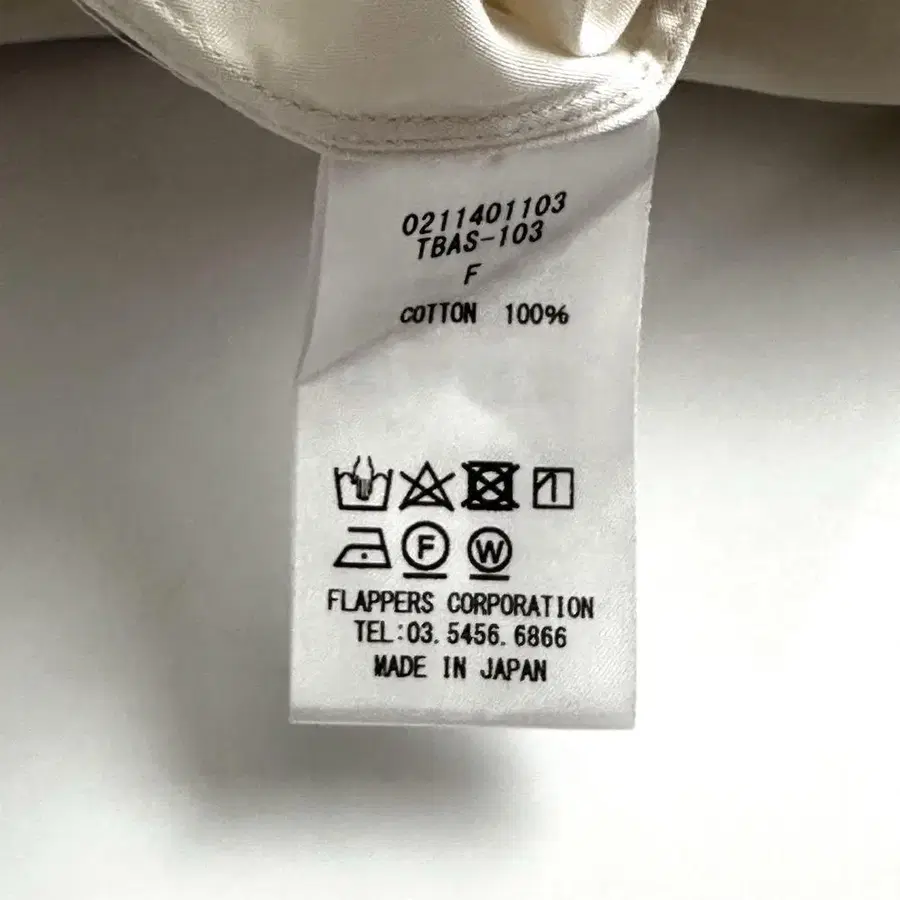 0211401103
TBAS-103
F
COTTON 100%
F W
FLAPPERS CORPORATION
TEL:03. 5456. 6866
MADE IN JAPAN